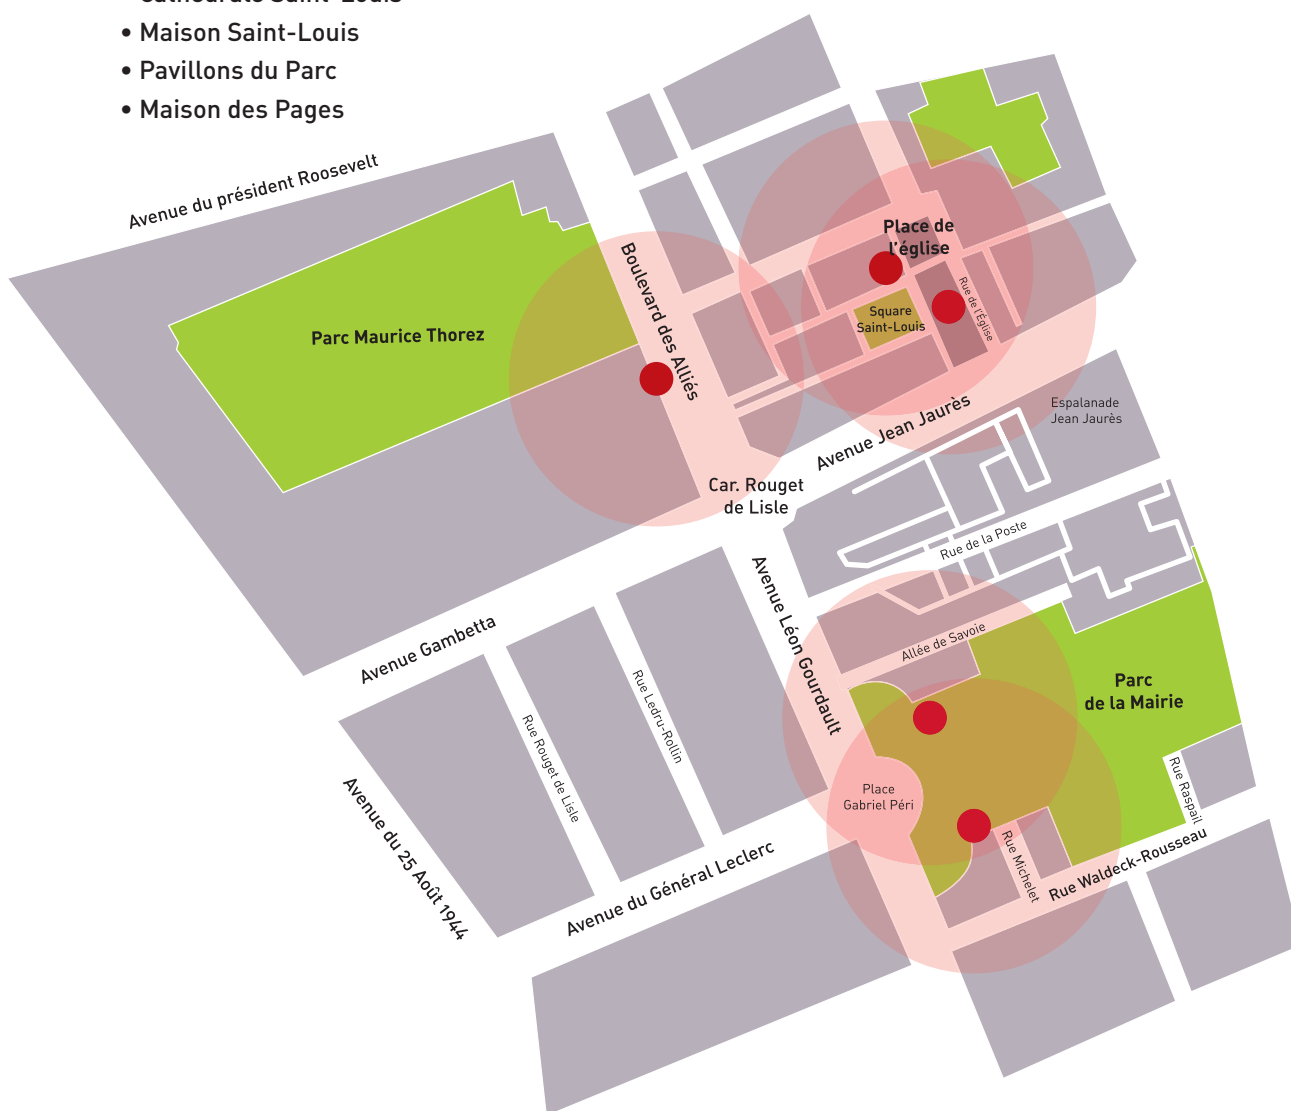 • Cathédrale Saint-Louis
• Maison Saint-Louis
• Pavillons du Parc
• Maison des Pages
Avenue du président Roosevelt
Parc Maurice Thorez
Boulevard des Alliés
Place de
l'église
Square
Saint-Louis
Rue de l'Église
Avenue Jean Jaurès
Espalanade
Jean Jaurès
Car. Rouget
de Lisle
Rue de la Poste
Avenue Léon Gourdault
Allée de Savoie
Avenue Gambetta
Rue Ledru-Rollin
Rue Rouget de Lisle
Parc
de la Mairie
Place
Gabriel Péri
Rue Raspail
Avenue du 25 Août 1944
Avenue du Général Leclerc
Rue Michelet
Rue Waldeck-Rousseau